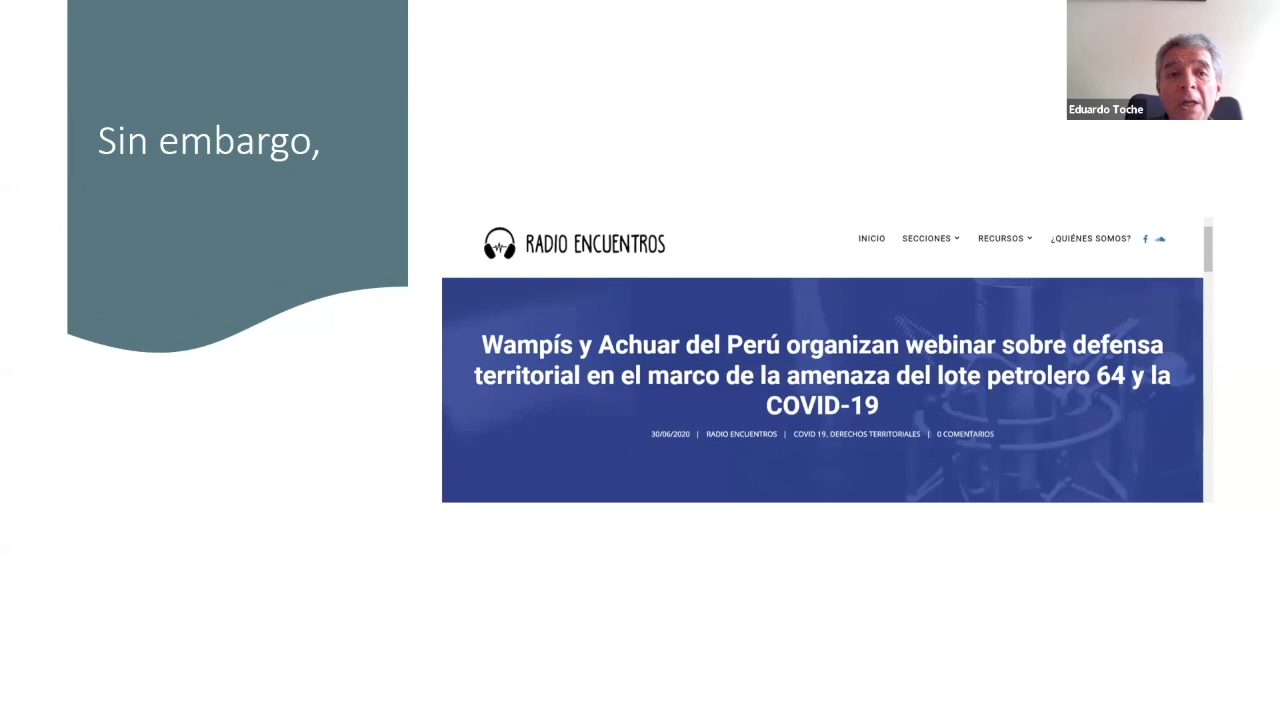 Sin embargo,
Eduardo Toche
RADIO ENCUENTROS
INICIO SECCIONES RECURSOS ¿QUIÉNES SOMOS?
Wampís y Achuar del Perú organizan webinar sobre defensa
territorial en el marco de la amenaza del lote petrolero 64 y la
COVID-19
30/06/2020 | RADIO ENCUENTROS | COVID 19, DERECHOS TERRITORIALES | 0 COMENTARIOS